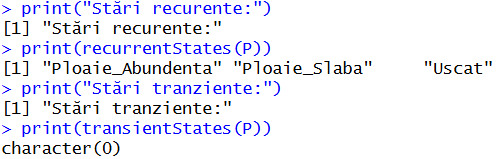 > print("Stări recurente:")
[1] "Stări recurente:"
> print(recurrentStates(P))
[1] "Ploaie_Abundenta" "Ploaie_Slaba"     "Uscat"
> print("Stări tranziente:")
[1] "Stări tranziente:"
> print(transientStates(P))
character(0)